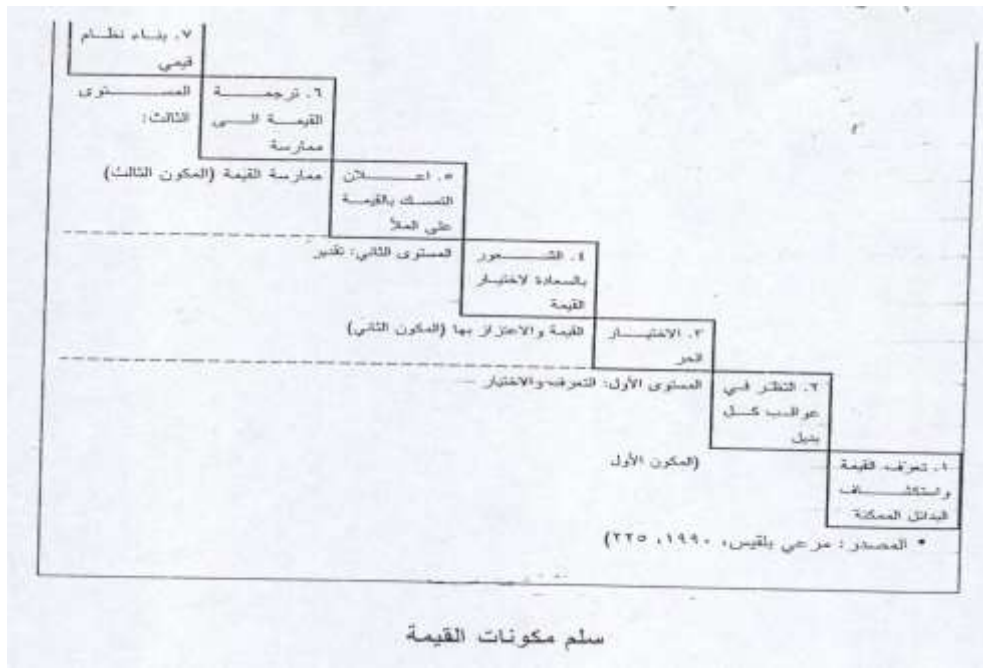 ٧. بناء نظام
قيمي
٦. ترجمة
القيمة الى
ممارسة
المستوى
الثالث:
ممارسة القيمة (المكون الثالث)
٥. اعلان
التمسك بالقيمة
على الملأ
٤. الشعور
بالسعادة لاختيار
القيمة
المستوى الثاني: تقدير
القيمة والاعتزاز بها (المكون الثاني)
٣. الاختيار
الحر
المستوى الأول: التعرف والاختيار
(المكون الأول
٢. النظر في
عواقب كل
بديل
١. تعرف القيمة
واستكشاف
البدائل الممكنة
* المصدر: مرعي بلقيس، ١٩٩٠، ٢٢٥)
سلم مكونات القيمة